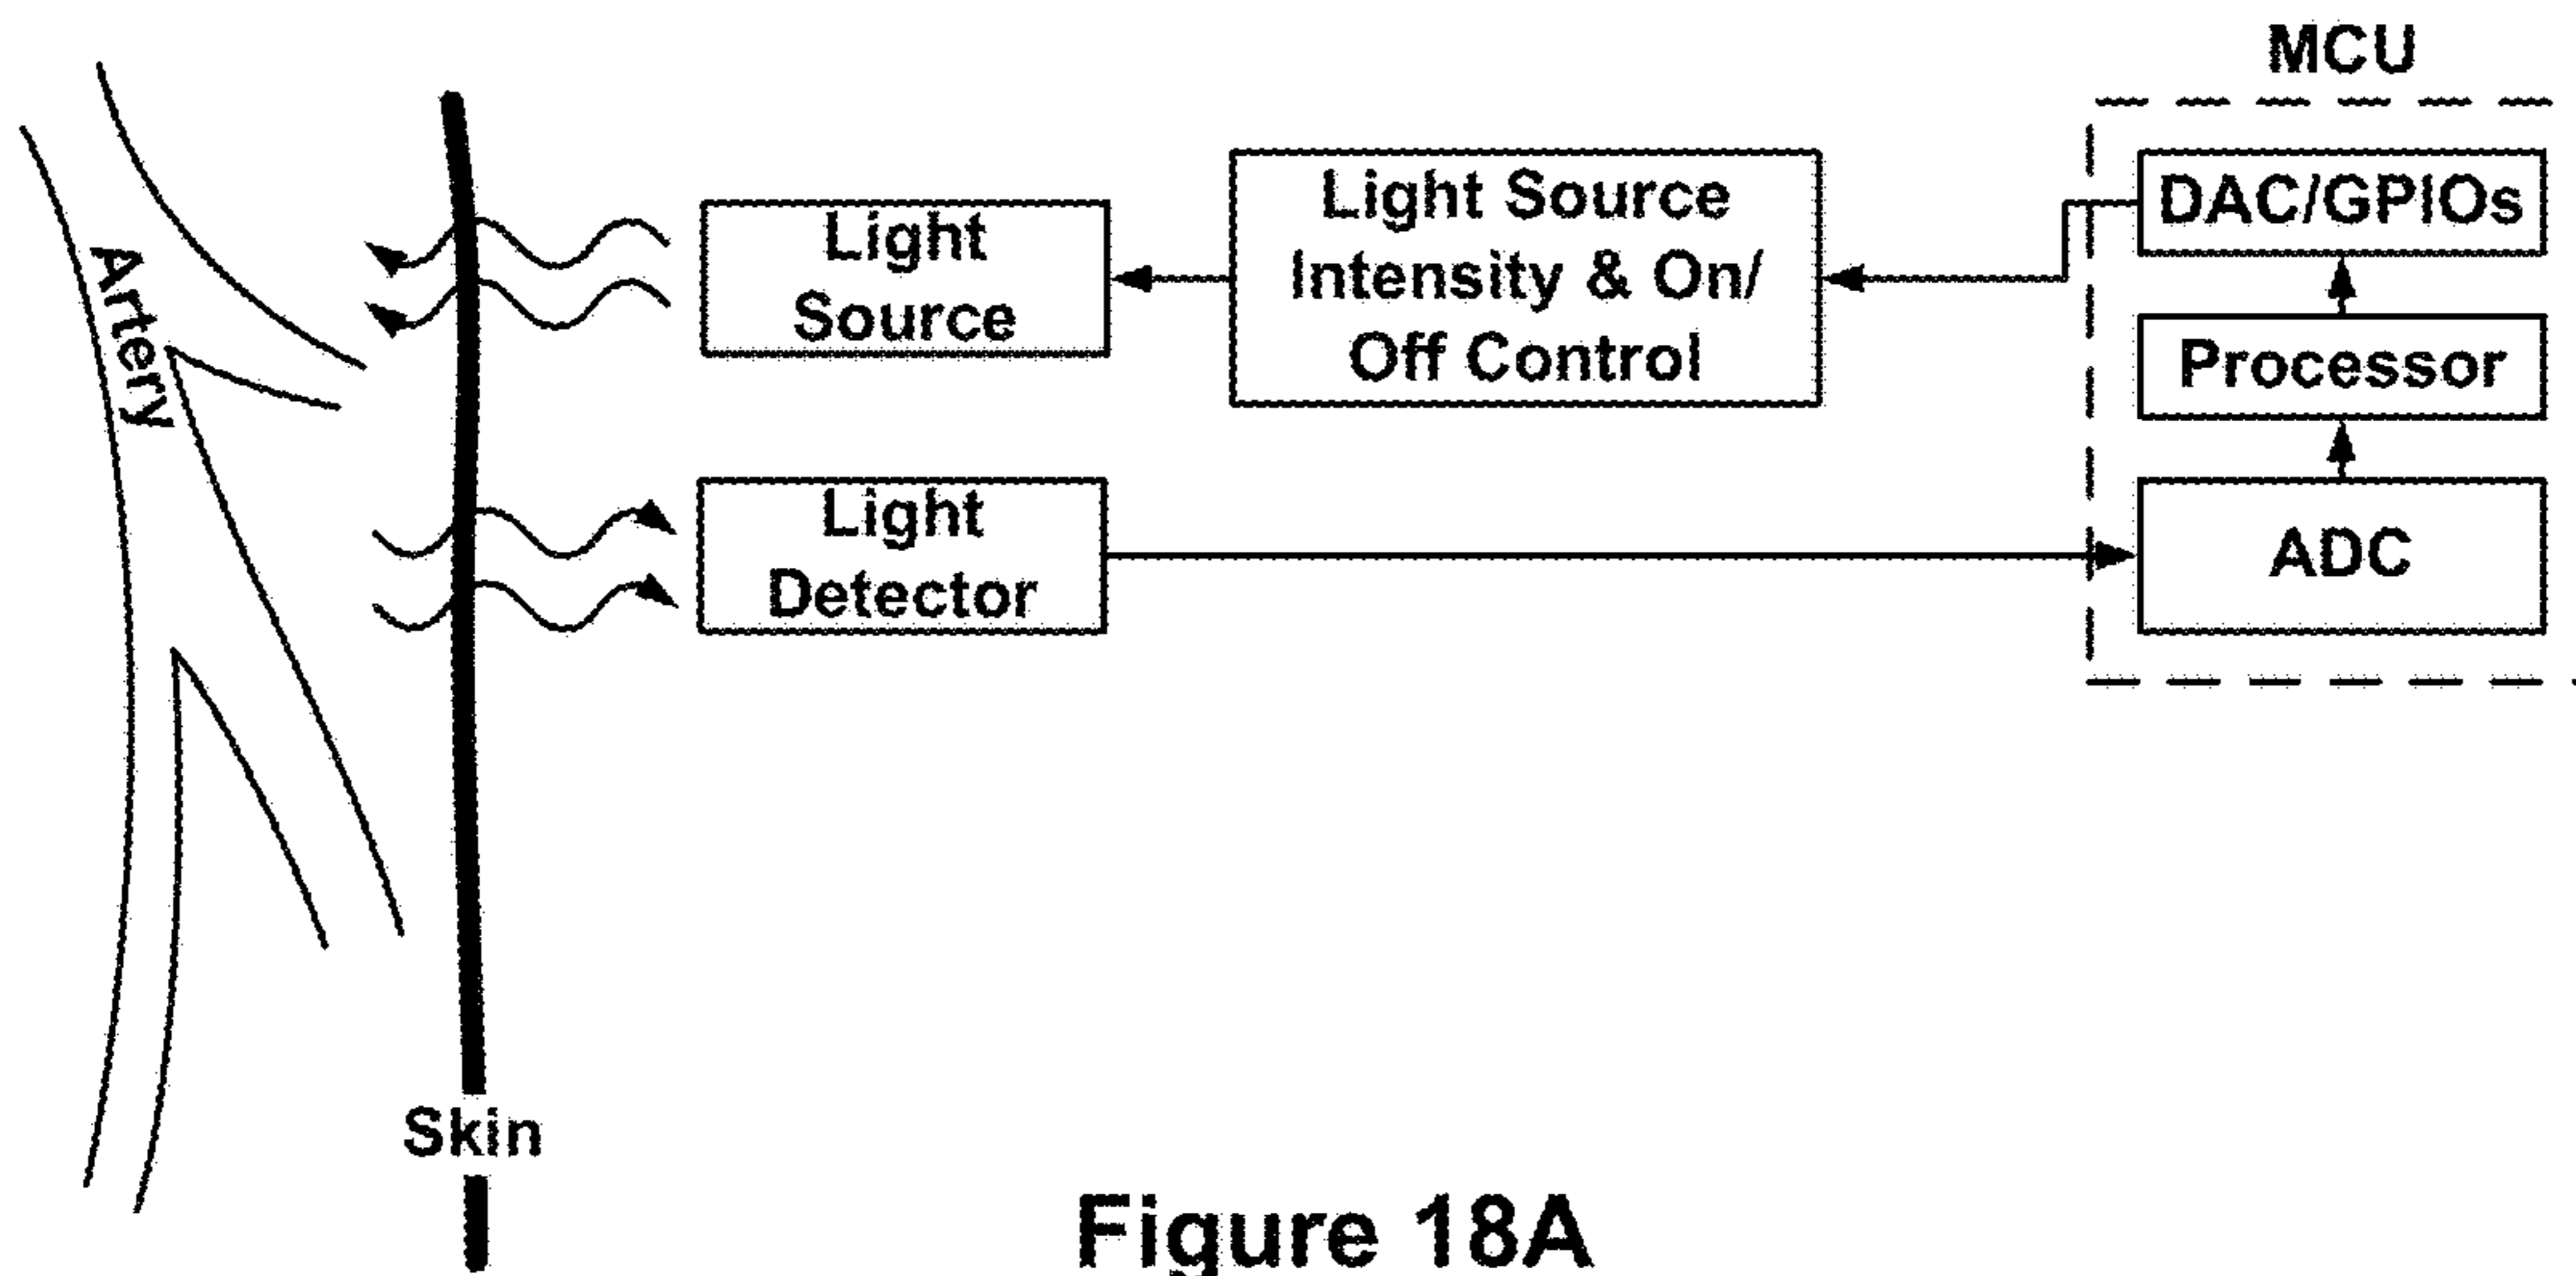 MCU
Artery
Light
Source
Light Source
Intensity & On/
Off Control
DAC/GPIOs
Processor
Light
Detector
ADC
Skin
Figure 18A